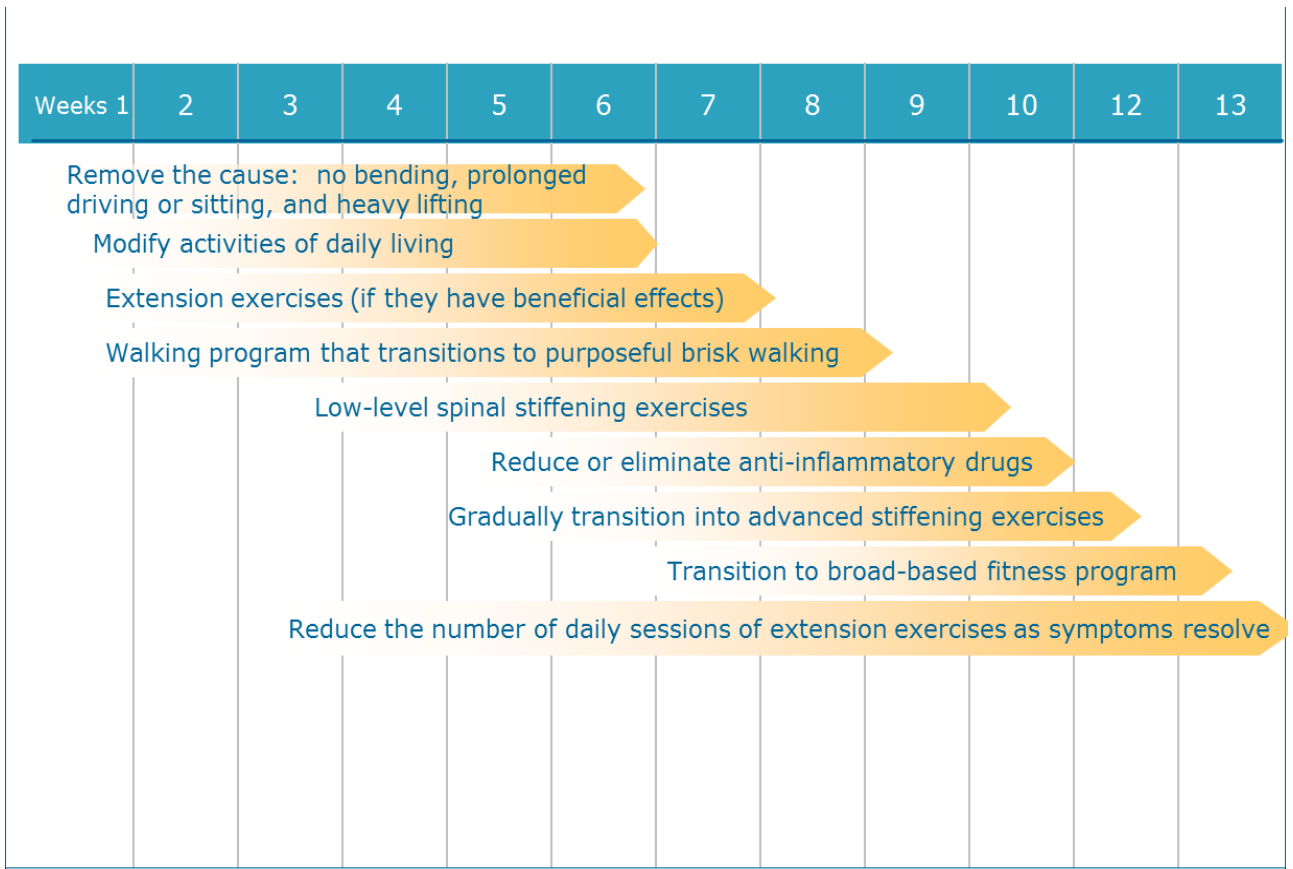 Weeks 1 2 3 4 5 6 7 8 9 10 12 13
Remove the cause: no bending, prolonged
driving or sitting, and heavy lifting
Modify activities of daily living
Extension exercises (if they have beneficial effects)
Walking program that transitions to purposeful brisk walking
Low-level spinal stiffening exercises
Reduce or eliminate anti-inflammatory drugs
Gradually transition into advanced stiffening exercises
Transition to broad-based fitness program
Reduce the number of daily sessions of extension exercises as symptoms resolve